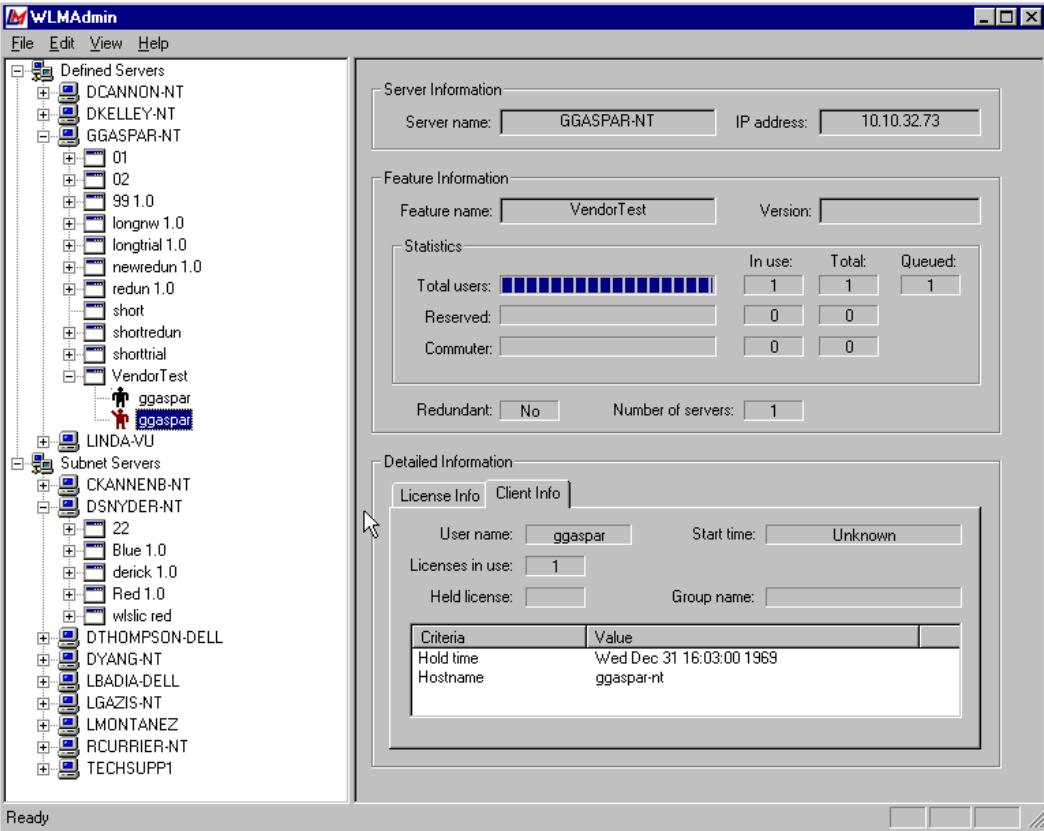 WLMAdmin
File Edit View Help
Defined Servers
DCANNON-NT
DKELLEY-NT
GGASPAR-NT
01
02
99 1.0
longnw 1.0
longtrial 1.0
newredun 1.0
redun 1.0
short
shortredun
shorttrial
VendorTest
ggaspar
ggaspar
LINDA-VU
Subnet Servers
CKANNENB-NT
DSNYDER-NT
22
Blue 1.0
derick 1.0
Red 1.0
wlslic red
DTHOMPSON-DELL
DYANG-NT
LBADIA-DELL
LGAZIS-NT
LMONTANEZ
RCURRIER-NT
TECHSUPP1
Server Information
Server name: GGASPAR-NT IP address: 10.10.32.73
Feature Information
Feature name: VendorTest Version:
Statistics
In use: Total: Queued:
Total users: 1 1 1
Reserved: 0 0
Commuter: 0 0
Redundant: No Number of servers: 1
Detailed Information
License Info Client Info
User name: ggaspar Start time: Unknown
Licenses in use: 1
Held license: Group name:
Criteria Value
Hold time Wed Dec 31 16:03:00 1969
Hostname ggaspar-nt
Ready